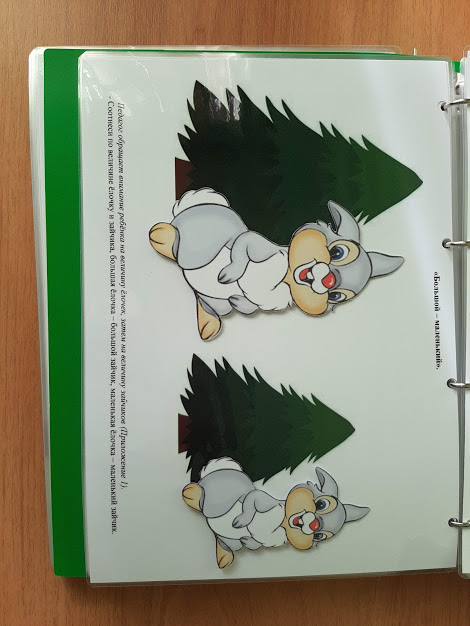 «Большой – маленький».
Педагог обращает внимание ребёнка на величину ёлочек, затем на величину зайчиков (Приложение 1).
- Соотнеси по величине ёлочку и зайчика, большая ёлочка – большой зайчик, маленькая ёлочка – маленький зайчик.